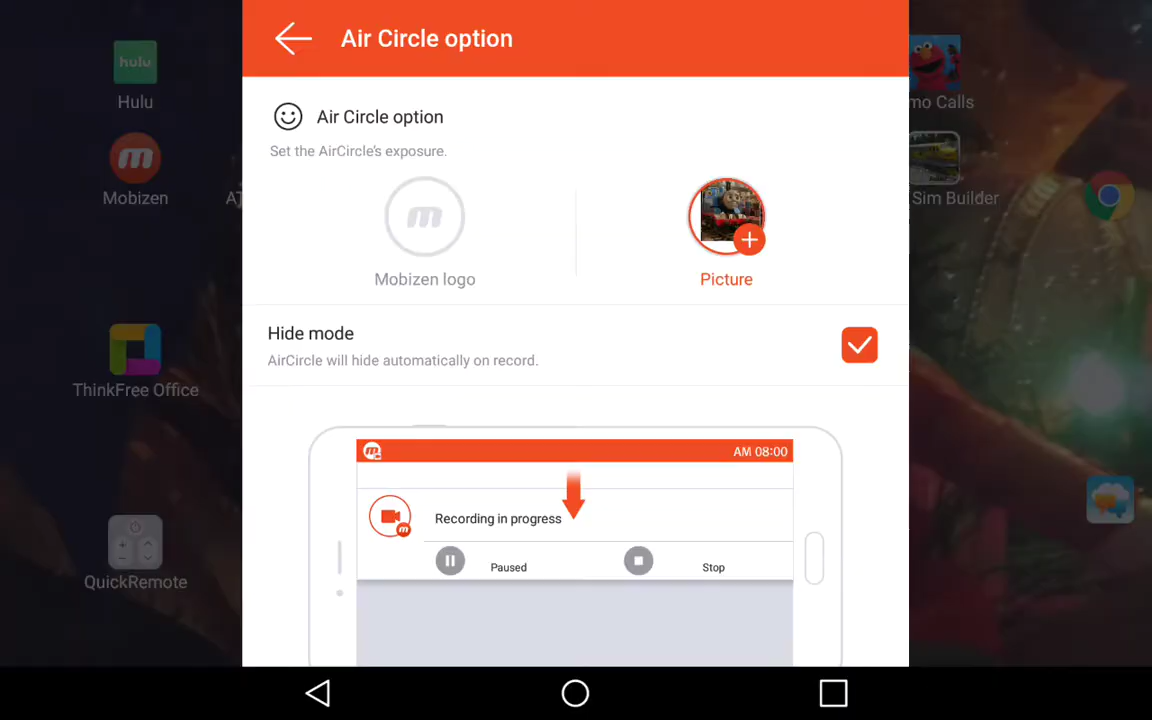 Air Circle option
hulu
Hulu
mo Calls
Air Circle option
Set the AirCircle's exposure.
m
Mobizen
m
Sim Builder
Mobizen logo
Picture
Hide mode
AirCircle will hide automatically on record.
ThinkFree Office
m
AM 08:00
Recording in progress
m
Paused
Stop
QuickRemote